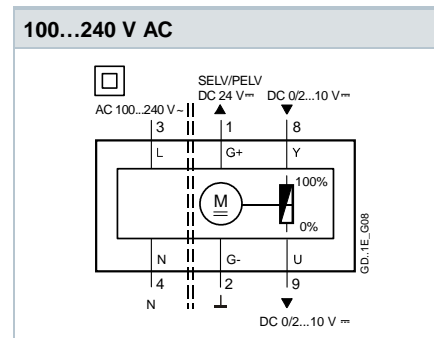 100...240 V AC
SELV/PELV
DC 24 V⎓ DC 0/2...10 V⎓
AC 100...240 V~
3 1 8
L G+ Y
M
100%
0%
N G- U
4 2 9
N
DC 0/2...10 V⎓
GD..1E_G08